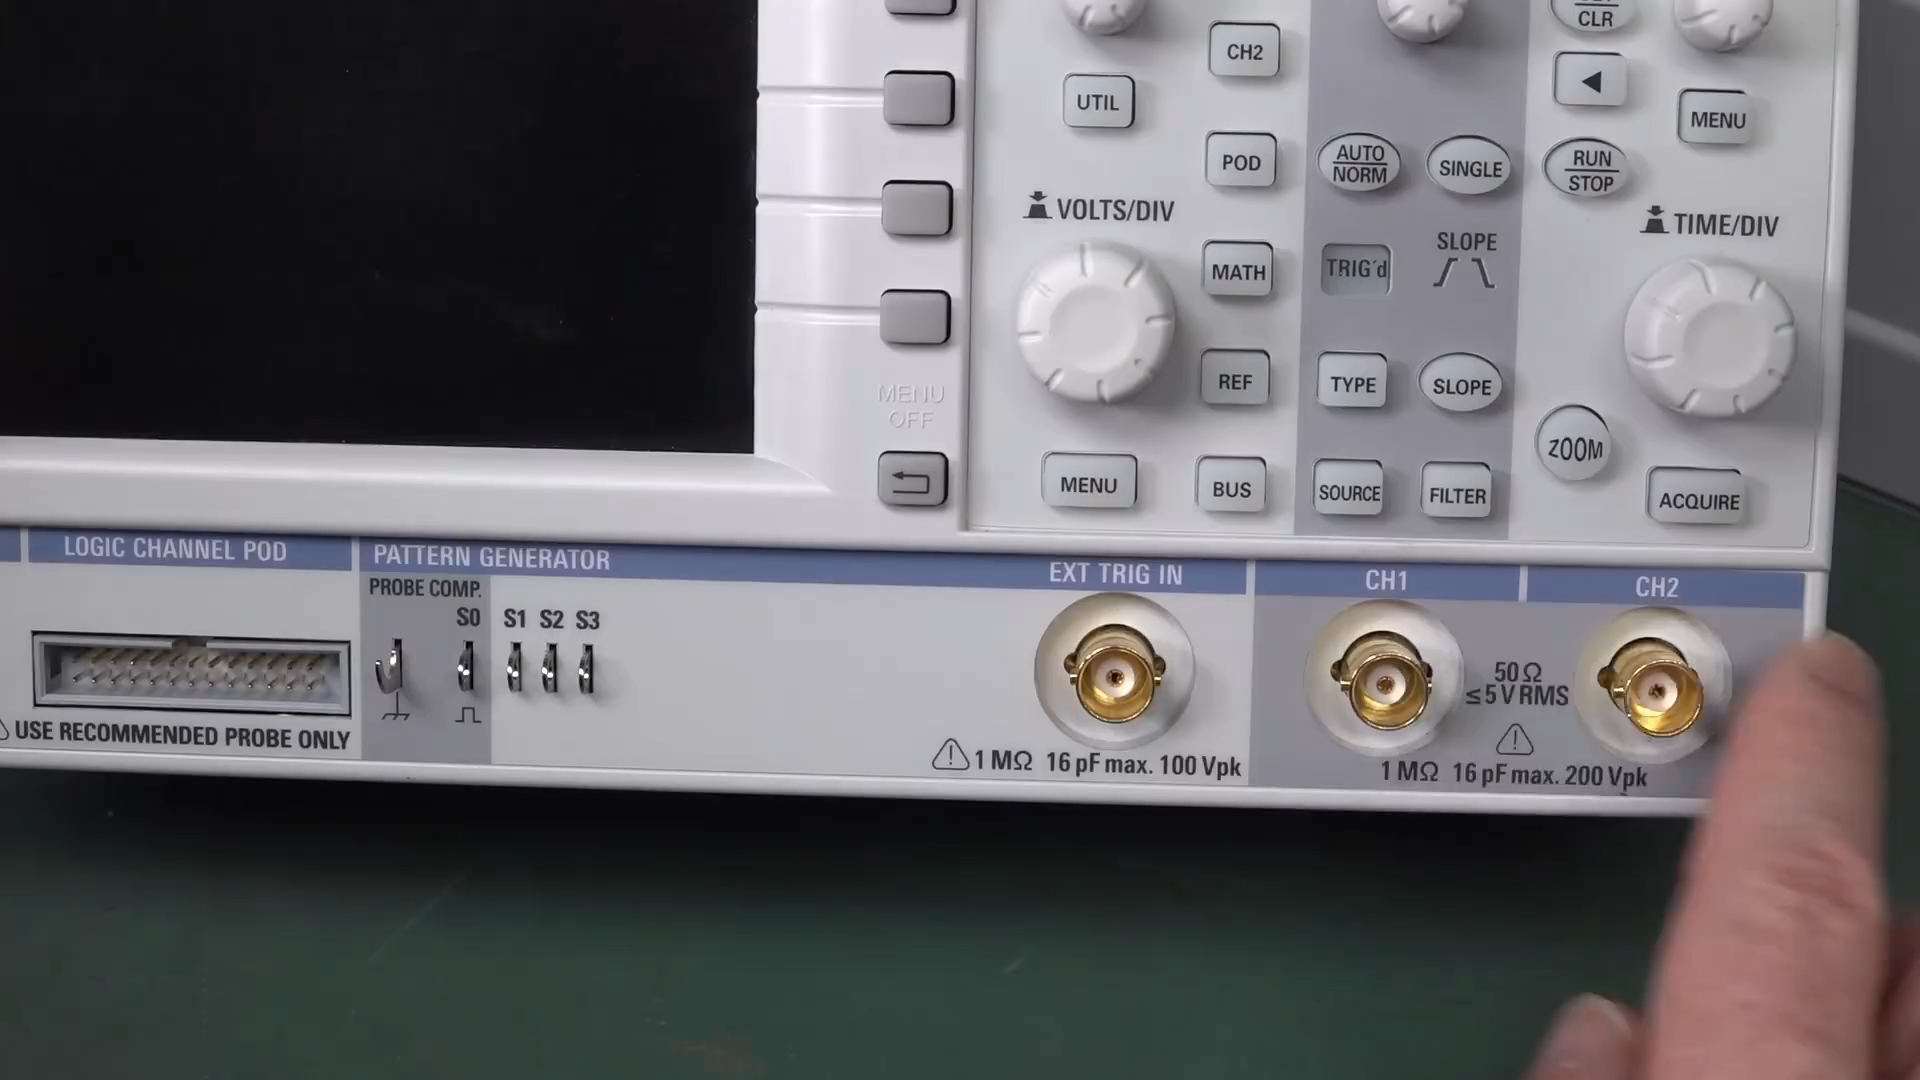 CLR
CH2
UTIL
MENU
POD
AUTO
NORM
SINGLE
RUN
STOP
VOLTS/DIV
TIME/DIV
MATH
TRIG'd
SLOPE
REF
TYPE
SLOPE
MENU
OFF
ZOOM
MENU
BUS
SOURCE
FILTER
ACQUIRE
LOGIC CHANNEL POD
PATTERN GENERATOR
EXT TRIG IN
CH1
CH2
PROBE COMP.
S0
S1
S2
S3
50 Ω
≤5 V RMS
USE RECOMMENDED PROBE ONLY
1 MΩ 16 pF max. 100 Vpk
1 MΩ 16 pF max. 200 Vpk